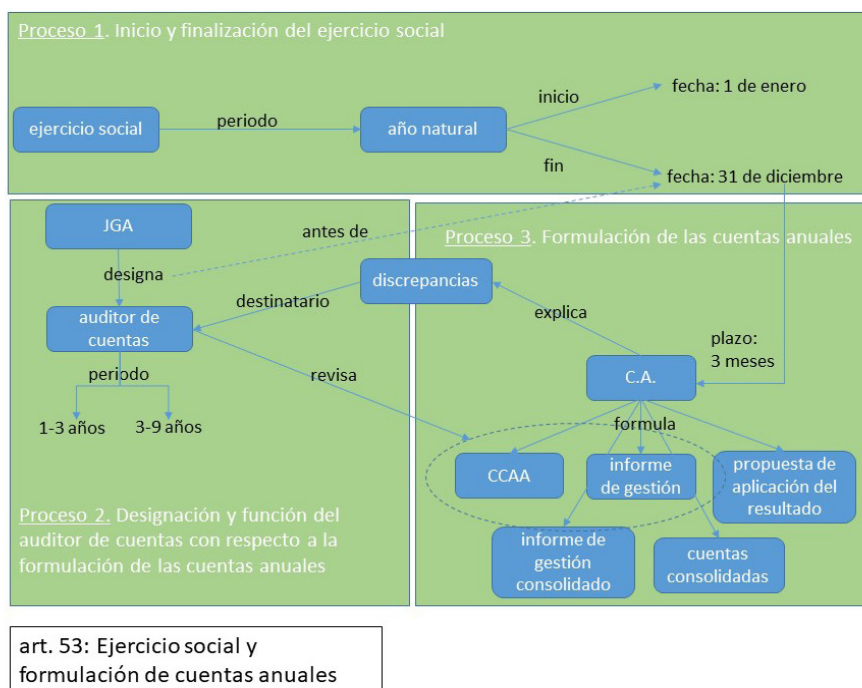 Proceso 1. Inicio y finalización del ejercicio social
ejercicio social
periodo
año natural
inicio
fecha: 1 de enero
fin
fecha: 31 de diciembre
JGA
designa
antes de
auditor de
cuentas
periodo
1-3 años
3-9 años
destinatario
revisa
Proceso 2. Designación y función del
auditor de cuentas con respecto a la
formulación de las cuentas anuales
Proceso 3. Formulación de las cuentas anuales
discrepancias
explica
plazo:
3 meses
C.A.
formula
CCAA
informe
de gestión
propuesta de
aplicación del
resultado
informe de
gestión
consolidado
cuentas
consolidadas
art. 53: Ejercicio social y
formulación de cuentas anuales